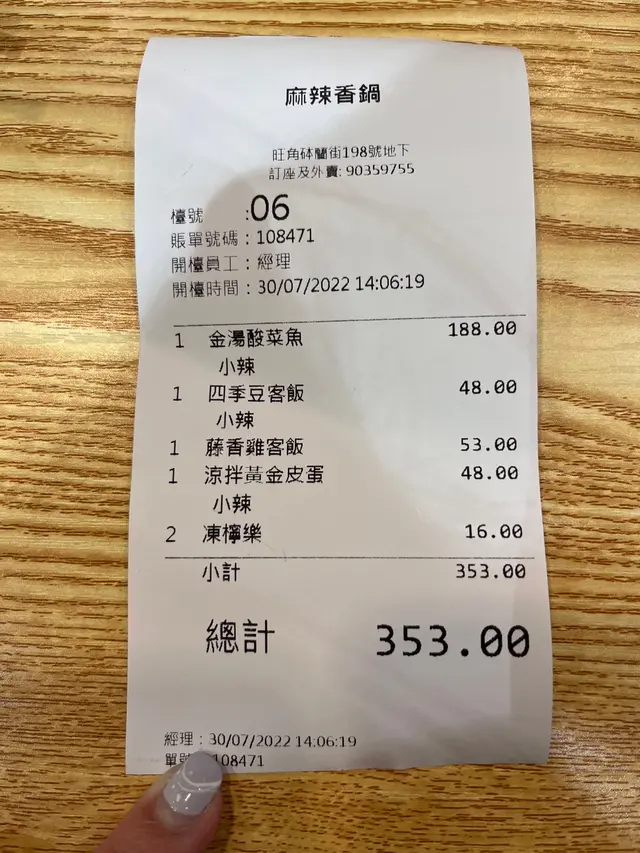 麻辣香鍋
旺角砵蘭街198號地下
訂座及外賣: 90359755
檯號 :06
賬單號碼 : 108471
開檯員工 : 經理
開檯時間 : 30/07/2022 14:06:19
1 金湯酸菜魚 188.00
小辣
1 四季豆客飯 48.00
小辣
1 藤香雞客飯 53.00
1 涼拌黃金皮蛋 48.00
小辣
2 凍檸樂 16.00
小計 353.00
總計 353.00
經理 : 30/07/2022 14:06:19
單號 108471